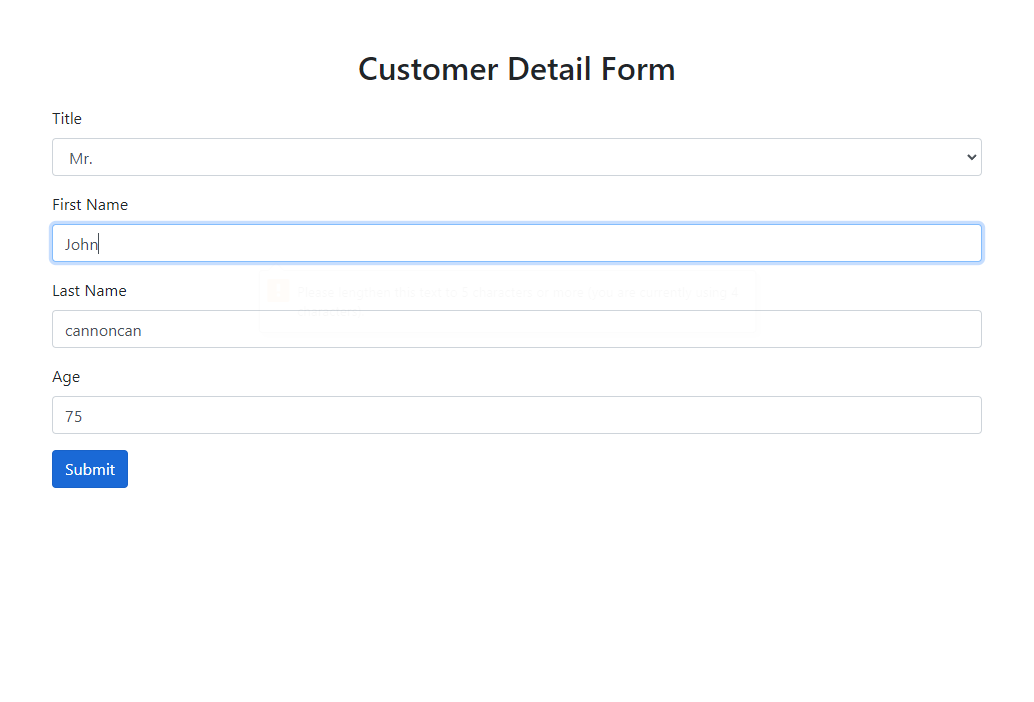 Customer Detail Form
Title
Mr.
First Name
John
Last Name
Please lengthen this text to 5 characters or more (you are currently using 4
cannoncan
Age
75
Submit